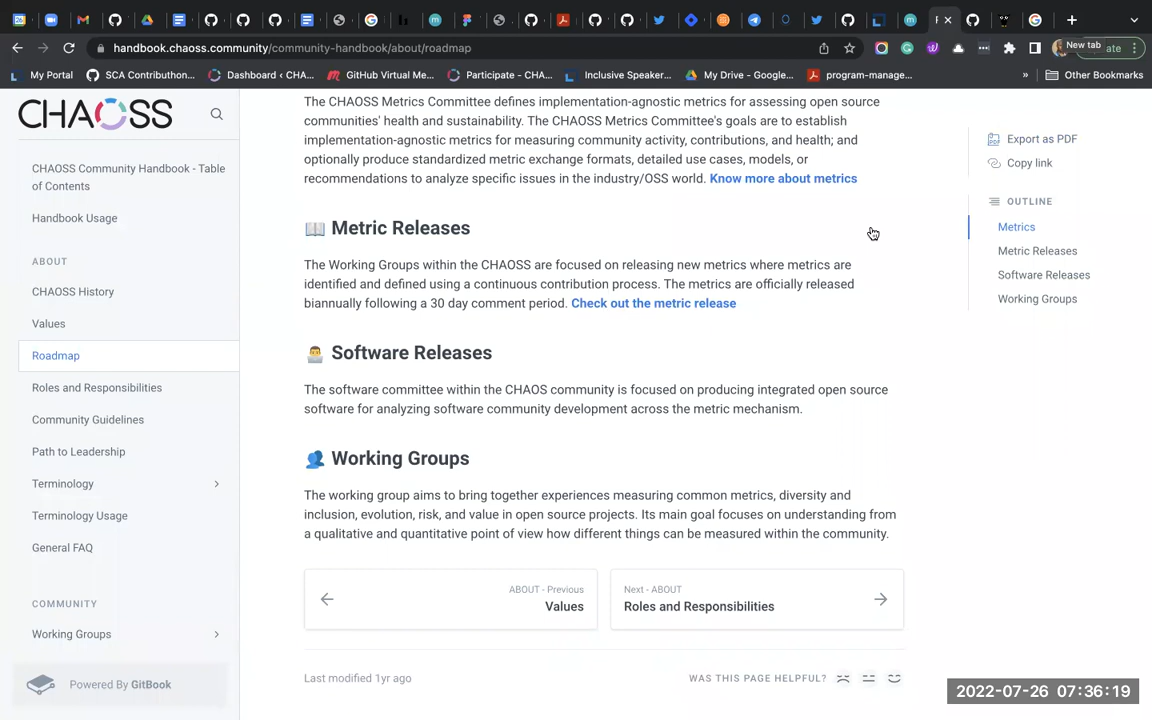 New tab
ate
handbook.chaoss.community/community-handbook/about/roadmap
My Portal
SCA Contributhon...
Dashboard < CHA...
GitHub Virtual Me...
Participate - CHA...
Inclusive Speaker...
My Drive - Google...
program-manage...
»
Other Bookmarks
CHAOSS
CHAOSS Community Handbook - Table
of Contents
Handbook Usage
ABOUT
CHAOSS History
Values
Roadmap
Roles and Responsibilities
Community Guidelines
Path to Leadership
Terminology
Terminology Usage
General FAQ
COMMUNITY
Working Groups
Powered By GitBook
The CHAOSS Metrics Committee defines implementation-agnostic metrics for assessing open source
communities' health and sustainability. The CHAOSS Metrics Committee's goals are to establish
implementation-agnostic metrics for measuring community activity, contributions, and health; and
optionally produce standardized metric exchange formats, detailed use cases, models, or
recommendations to analyze specific issues in the industry/OSS world. Know more about metrics
Metric Releases
The Working Groups within the CHAOSS are focused on releasing new metrics where metrics are
identified and defined using a continuous contribution process. The metrics are officially released
biannually following a 30 day comment period. Check out the metric release
Software Releases
The software committee within the CHAOS community is focused on producing integrated open source
software for analyzing software community development across the metric mechanism.
Working Groups
The working group aims to bring together experiences measuring common metrics, diversity and
inclusion, evolution, risk, and value in open source projects. Its main goal focuses on understanding from
a qualitative and quantitative point of view how different things can be measured within the community.
ABOUT - Previous
Values
Next - ABOUT
Roles and Responsibilities
Last modified 1yr ago
WAS THIS PAGE HELPFUL?
Export as PDF
Copy link
OUTLINE
Metrics
Metric Releases
Software Releases
Working Groups
2022-07-26 07:36:19